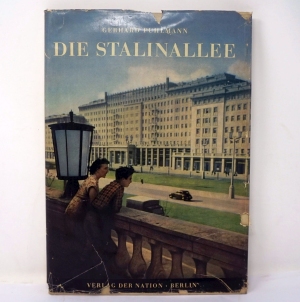 GERHARD PUHLMANN
DIE STALINALLEE
VERLAG DER NATION · BERLIN